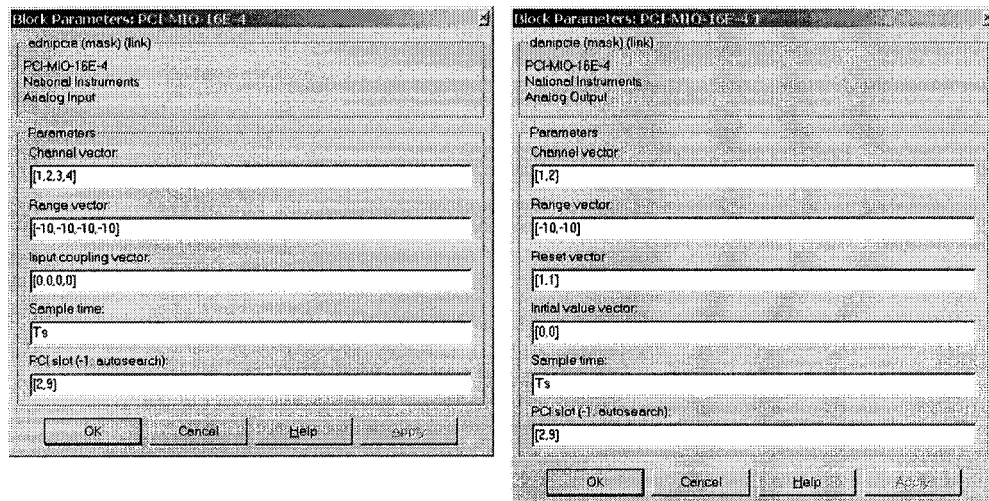 Block Parameters: PCI-MIO-16E-4
adnipcie (mask) (link)
PCI-MIO-16E-4
National Instruments
Analog Input
Parameters
Channel vector:
[1,2,3,4]
Range vector:
[-10,-10,-10,-10]
Input coupling vector:
[0,0,0,0]
Sample time:
Ts
PCI slot (-1: autosearch):
[2,9]
OK
Cancel
Help
Apply
Block Parameters: PCI-MIO-16E-4 1
danipcie (mask) (link)
PCI-MIO-16E-4
National Instruments
Analog Output
Parameters
Channel vector:
[1,2]
Range vector:
[-10,-10]
Reset vector
[1,1]
Initial value vector:
[0,0]
Sample time:
Ts
PCI slot (-1: autosearch):
[2,9]
OK
Cancel
Help
Apply